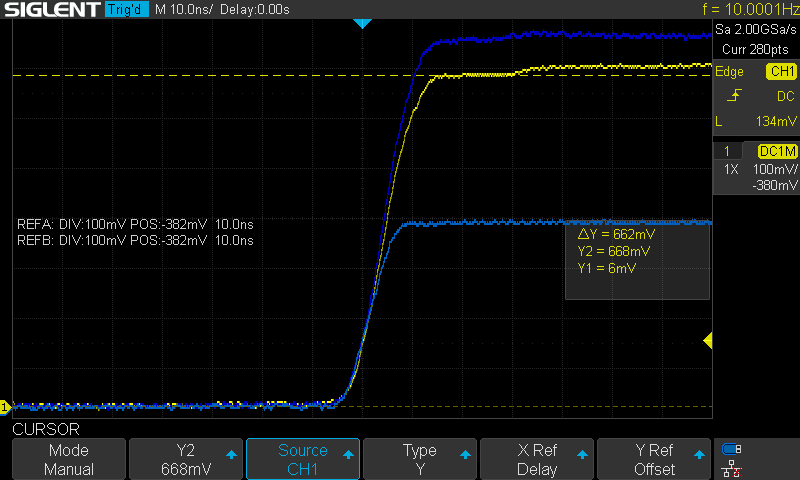 SIGLENT Trig'd M 10.0ns/ Delay:0.00s f = 10.0001Hz
Sa 2.00GSa/s
Curr 280pts
Edge CH1
DC
L 134mV
1 DC1M
1X 100mV/
-380mV
REFA: DIV:100mV POS:-382mV 10.0ns
REFB: DIV:100mV POS:-382mV 10.0ns
△Y = 662mV
Y2 = 668mV
Y1 = 6mV
1
CURSOR
Mode
Manual
Y2
668mV
Source
CH1
Type
Y
X Ref
Delay
Y Ref
Offset